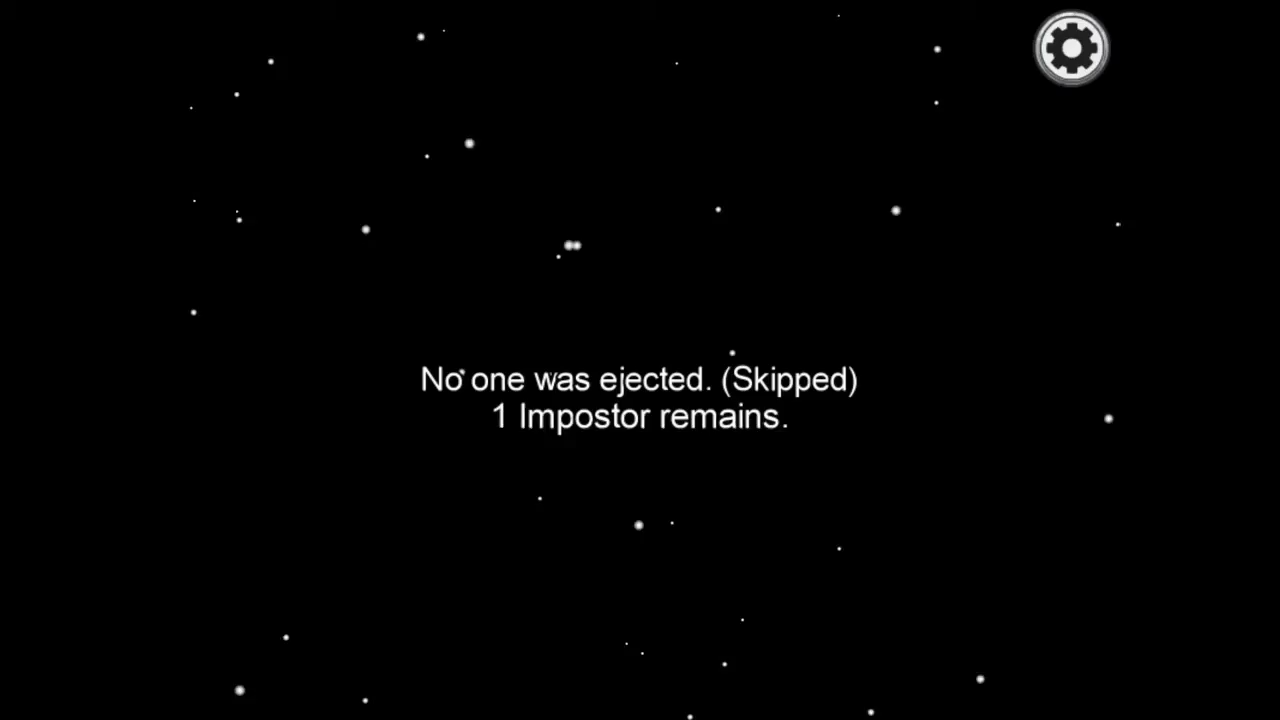 No one was ejected. (Skipped)
1 Impostor remains.